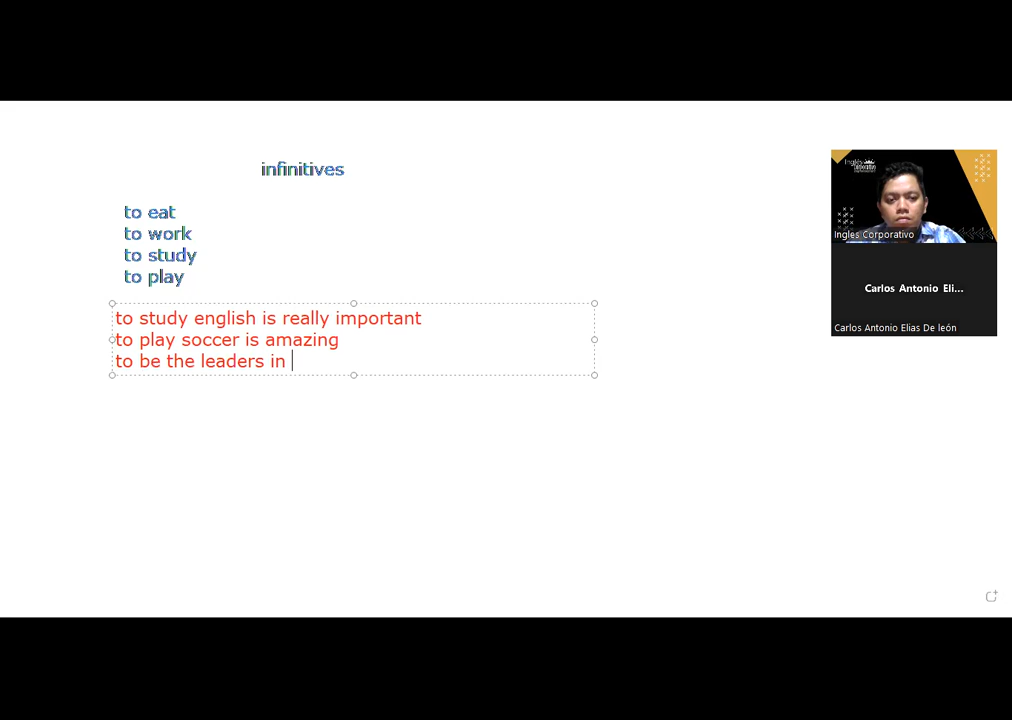 infinitives
to eat
to work
to study
to play
to study english is really important
to play soccer is amazing
to be the leaders in
Inglés
Ingles Corporativo
Carlos Antonio Eli...
Carlos Antonio Elias De león